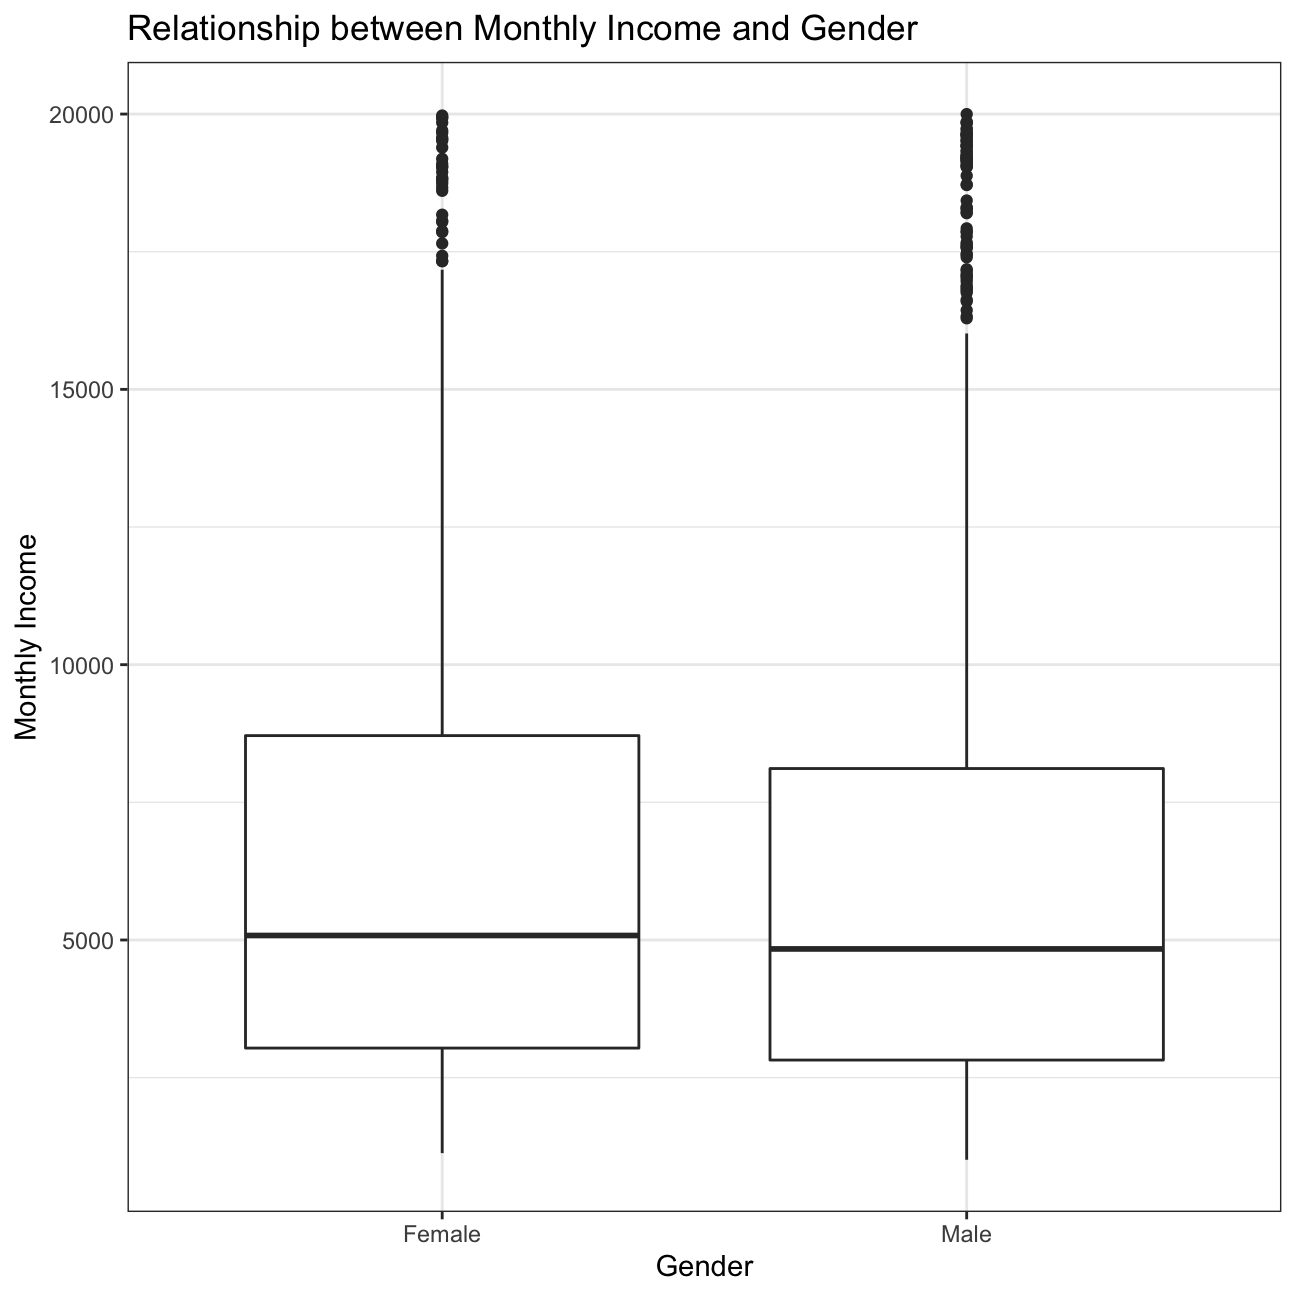 Relationship between Monthly Income and Gender
20000
15000
10000
5000
Monthly Income
Female
Male
Gender